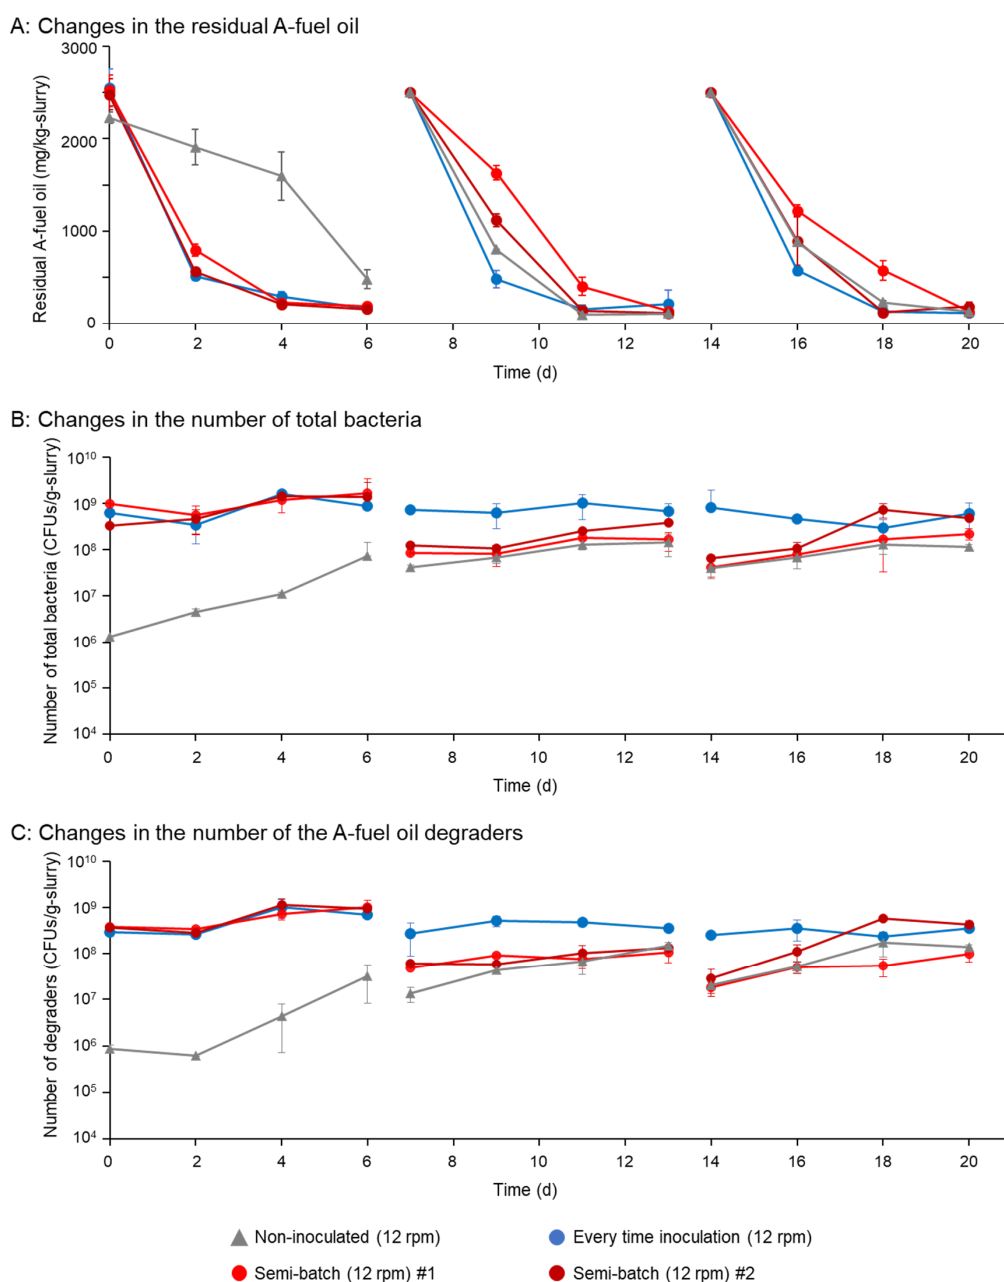 A: Changes in the residual A-fuel oil
Residual A-fuel oil (mg/kg-slurry)
3000
2000
1000
0
0 2 4 6 8 10 12 14 16 18 20
Time (d)
B: Changes in the number of total bacteria
Number of total bacteria (CFUs/g-slurry)
10¹⁰
10⁹
10⁸
10⁷
10⁶
10⁵
10⁴
0 2 4 6 8 10 12 14 16 18 20
Time (d)
C: Changes in the number of the A-fuel oil degraders
Number of degraders (CFUs/g-slurry)
10¹⁰
10⁹
10⁸
10⁷
10⁶
10⁵
10⁴
0 2 4 6 8 10 12 14 16 18 20
Time (d)
Non-inoculated (12 rpm) Every time inoculation (12 rpm)
Semi-batch (12 rpm) #1 Semi-batch (12 rpm) #2